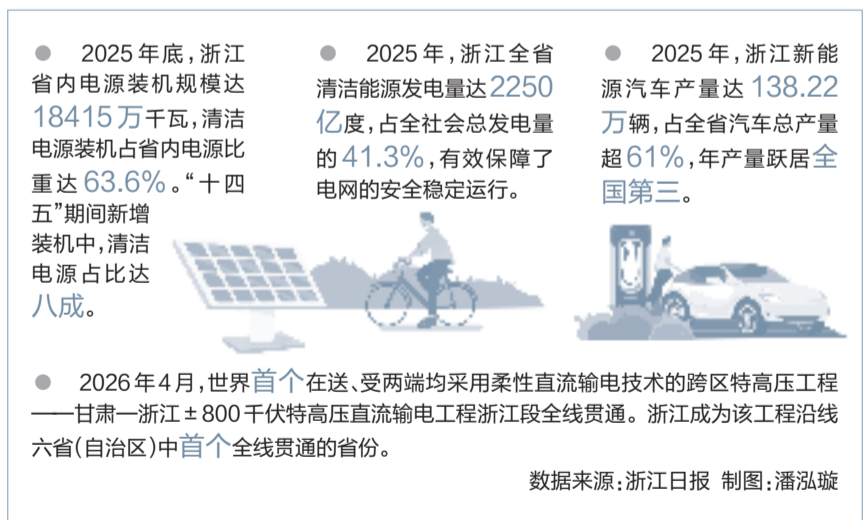 ● 2025年底,浙江
省内电源装机规模达
18415万千瓦,清洁
电源装机占省内电源比
重达63.6%。“十四
五”期间新增
装机中,清洁
电源占比达
八成。
● 2025年,浙江全省
清洁能源发电量达2250
亿度,占全社会总发电量
的41.3%,有效保障了
电网的安全稳定运行。
● 2025年,浙江新能
源汽车产量达138.22
万辆,占全省汽车总产量
超61%,年产量跃居全
国第三。
● 2026年4月,世界首个在送、受两端均采用柔性直流输电技术的跨区特高压工程
——甘肃—浙江±800千伏特高压直流输电工程浙江段全线贯通。浙江成为该工程沿线
六省(自治区)中首个全线贯通的省份。
数据来源:浙江日报 制图:潘泓璇